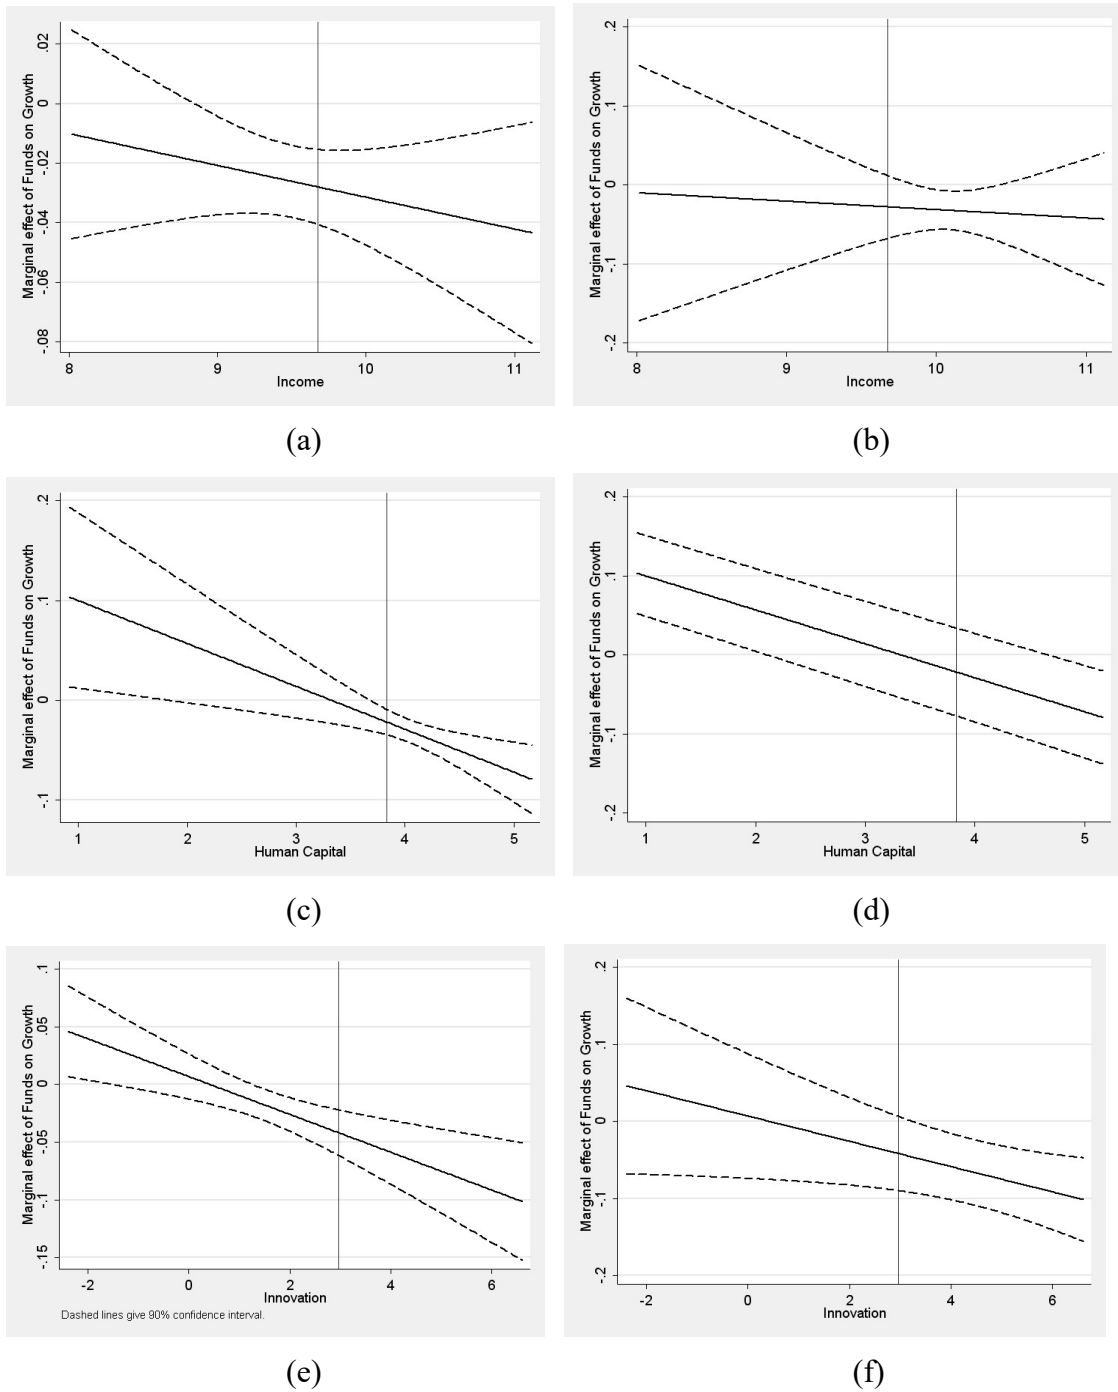 Marginal effect of Funds on Growth
.02
0
-.02
-.04
-.06
-.08
8 9 10 11
Income
(a)
Marginal effect of Funds on Growth
.2
.1
0
-.1
-.2
8 9 10 11
Income
(b)
Marginal effect of Funds on Growth
.2
.1
0
-.1
1 2 3 4 5
Human Capital
(c)
Marginal effect of Funds on Growth
.2
.1
0
-.1
-.2
1 2 3 4 5
Human Capital
(d)
Marginal effect of Funds on Growth
.1
.05
0
-.05
-.1
-.15
-2 0 2 4 6
Innovation
Dashed lines give 90% confidence interval.
(e)
Marginal effect of Funds on Growth
.2
.1
0
-.1
-.2
-2 0 2 4 6
Innovation
(f)